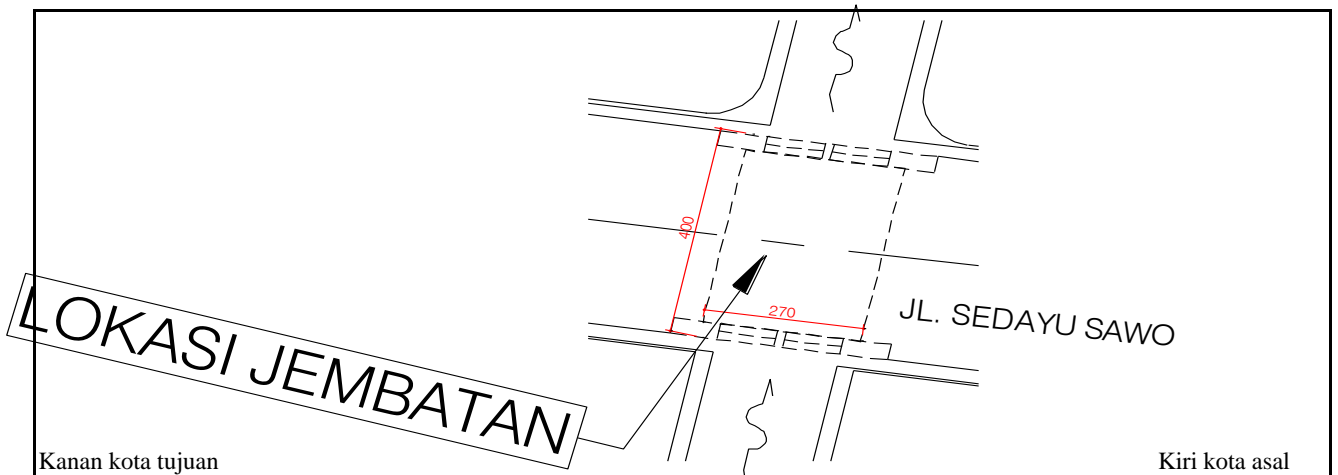 400
270
JL. SEDAYU SAWO
LOKASI JEMBATAN
Kanan kota tujuan
Kiri kota asal